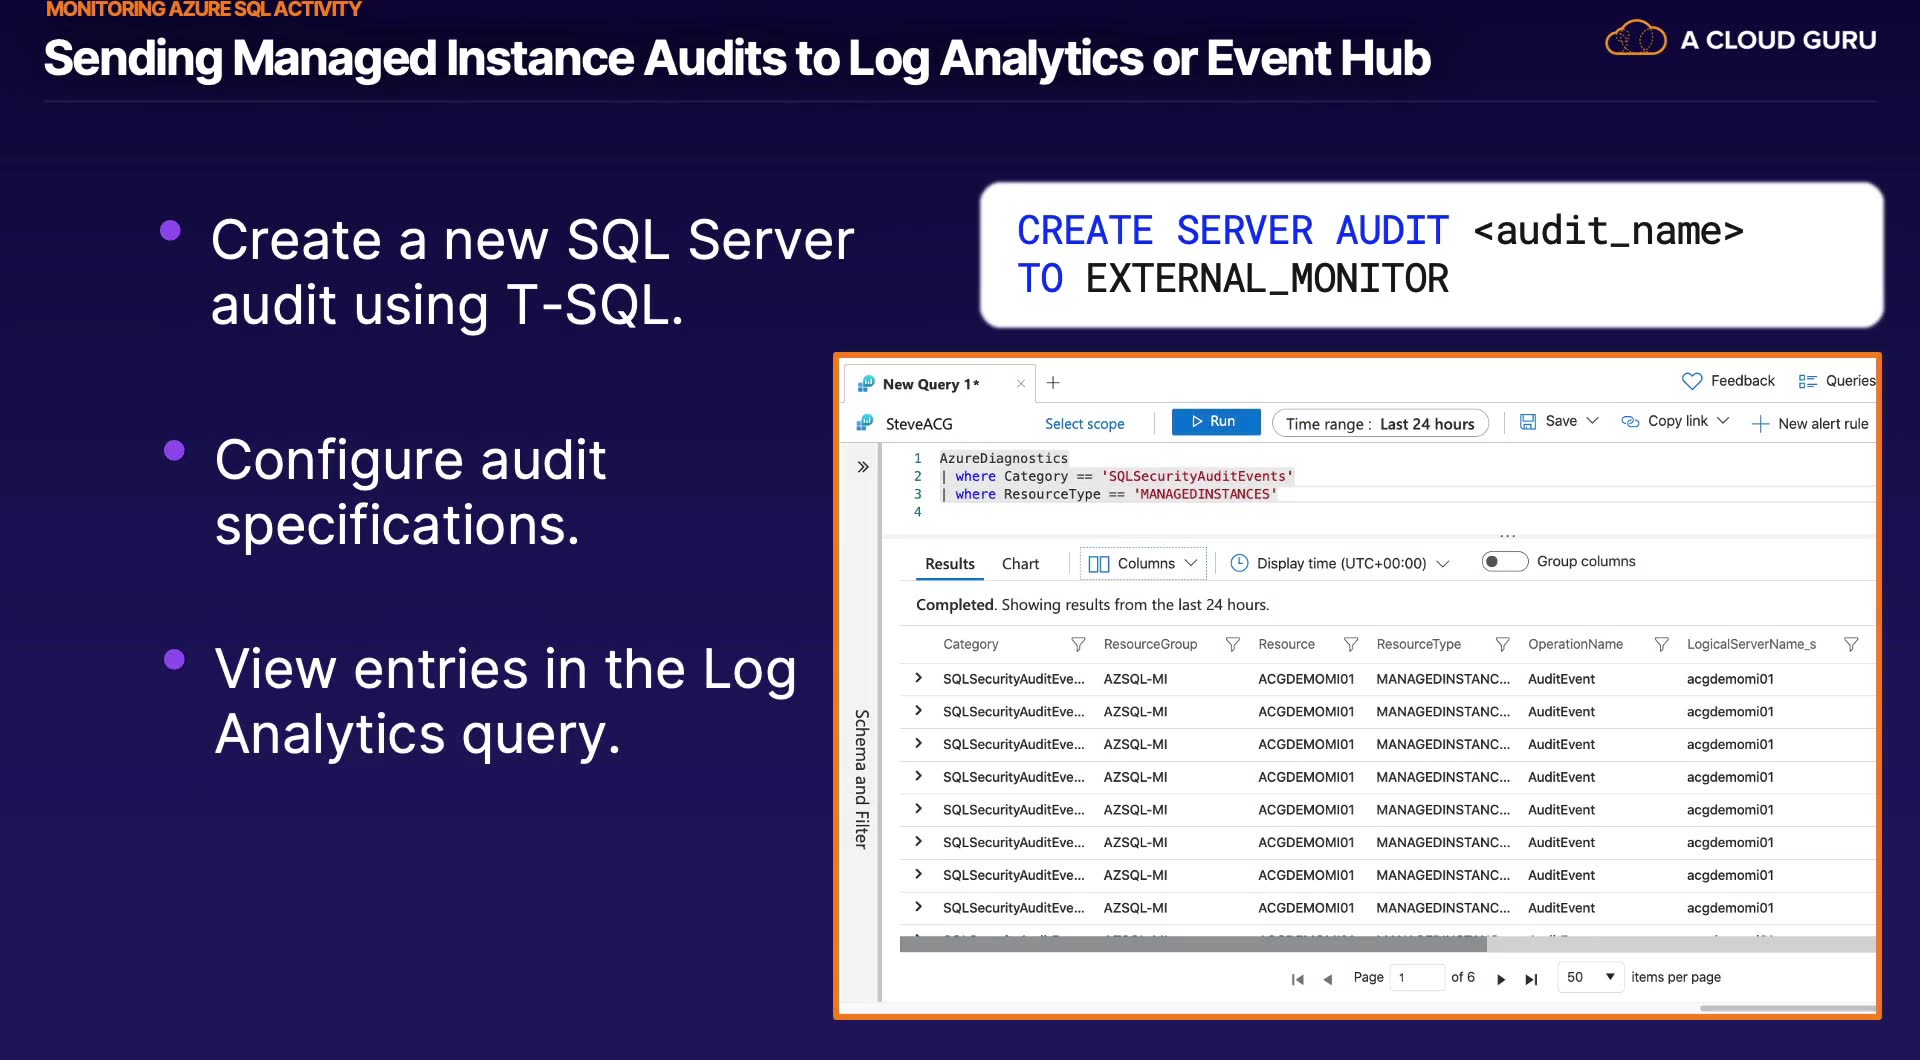 MONITORING AZURE SQL ACTIVITY
Sending Managed Instance Audits to Log Analytics or Event Hub
A CLOUD GURU
Create a new SQL Server
audit using T-SQL.
Configure audit
specifications.
View entries in the Log
Analytics query.
CREATE SERVER AUDIT <audit_name>
TO EXTERNAL_MONITOR
New Query 1*
Feedback
Queries
SteveACG
Select scope
Run
Time range : Last 24 hours
Save
Copy link
New alert rule
1 AzureDiagnostics
2 | where Category == 'SQLSecurityAuditEvents'
3 | where ResourceType == 'MANAGEDINSTANCES'
4
Schema and Filter
Results
Chart
Columns
Display time (UTC+00:00)
Group columns
Completed. Showing results from the last 24 hours.
Category ResourceGroup Resource ResourceType OperationName LogicalServerName_s
SQLSecurityAuditEve... AZSQL-MI ACGDEMOMI01 MANAGEDINSTANC... AuditEvent acgdemomi01
SQLSecurityAuditEve... AZSQL-MI ACGDEMOMI01 MANAGEDINSTANC... AuditEvent acgdemomi01
SQLSecurityAuditEve... AZSQL-MI ACGDEMOMI01 MANAGEDINSTANC... AuditEvent acgdemomi01
SQLSecurityAuditEve... AZSQL-MI ACGDEMOMI01 MANAGEDINSTANC... AuditEvent acgdemomi01
SQLSecurityAuditEve... AZSQL-MI ACGDEMOMI01 MANAGEDINSTANC... AuditEvent acgdemomi01
SQLSecurityAuditEve... AZSQL-MI ACGDEMOMI01 MANAGEDINSTANC... AuditEvent acgdemomi01
SQLSecurityAuditEve... AZSQL-MI ACGDEMOMI01 MANAGEDINSTANC... AuditEvent acgdemomi01
SQLSecurityAuditEve... AZSQL-MI ACGDEMOMI01 MANAGEDINSTANC... AuditEvent acgdemomi01
Page 1 of 6 50 items per page